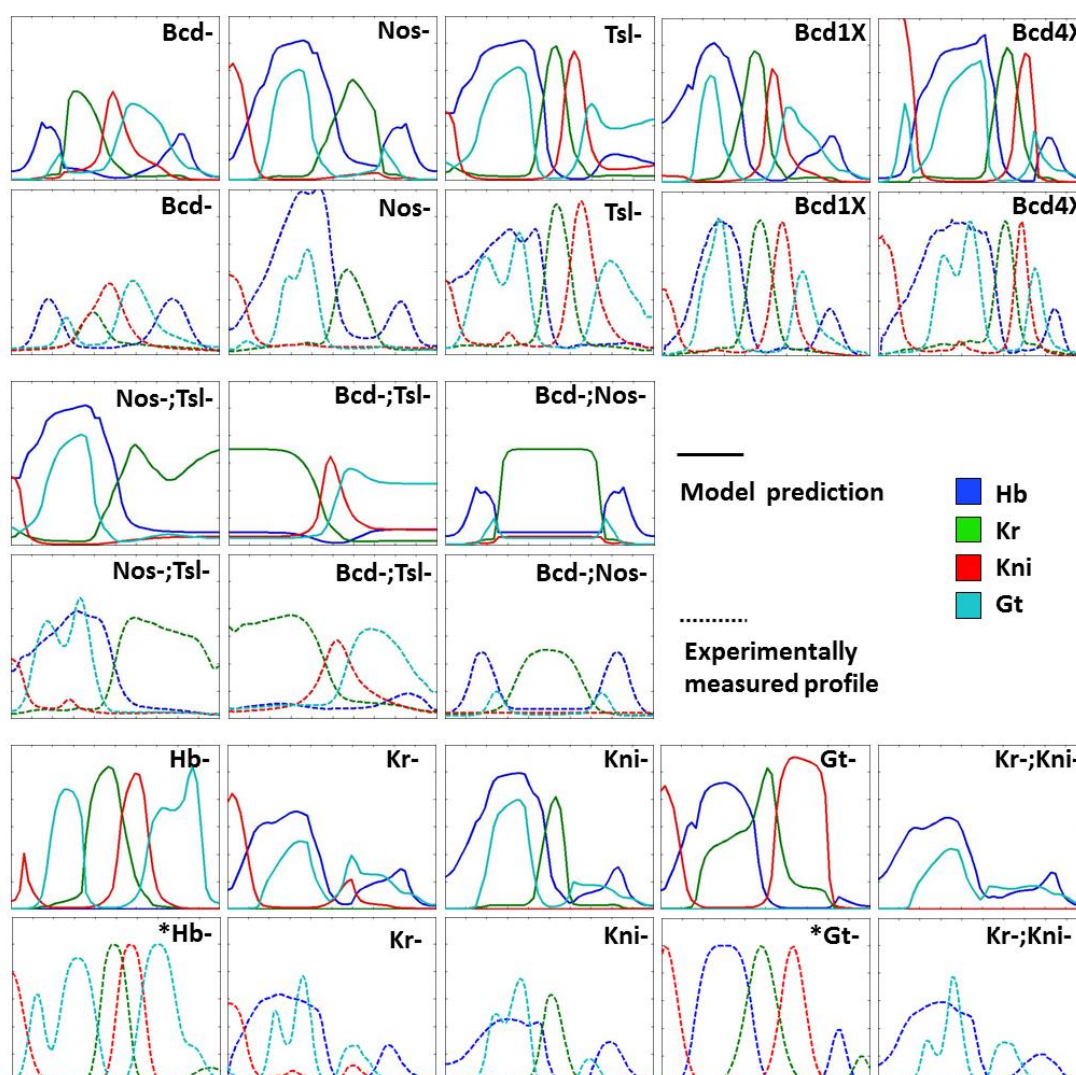 Bcd- Nos- Tsl- Bcd1X Bcd4X
Bcd- Nos- Tsl- Bcd1X Bcd4X
Nos-;Tsl- Bcd-;Tsl- Bcd-;Nos-
Model prediction
Hb
Kr
Kni
Gt
Nos-;Tsl- Bcd-;Tsl- Bcd-;Nos-
Experimentally
measured profile
Hb- Kr- Kni- Gt- Kr-;Kni-
*Hb- Kr- Kni- *Gt- Kr-;Kni-